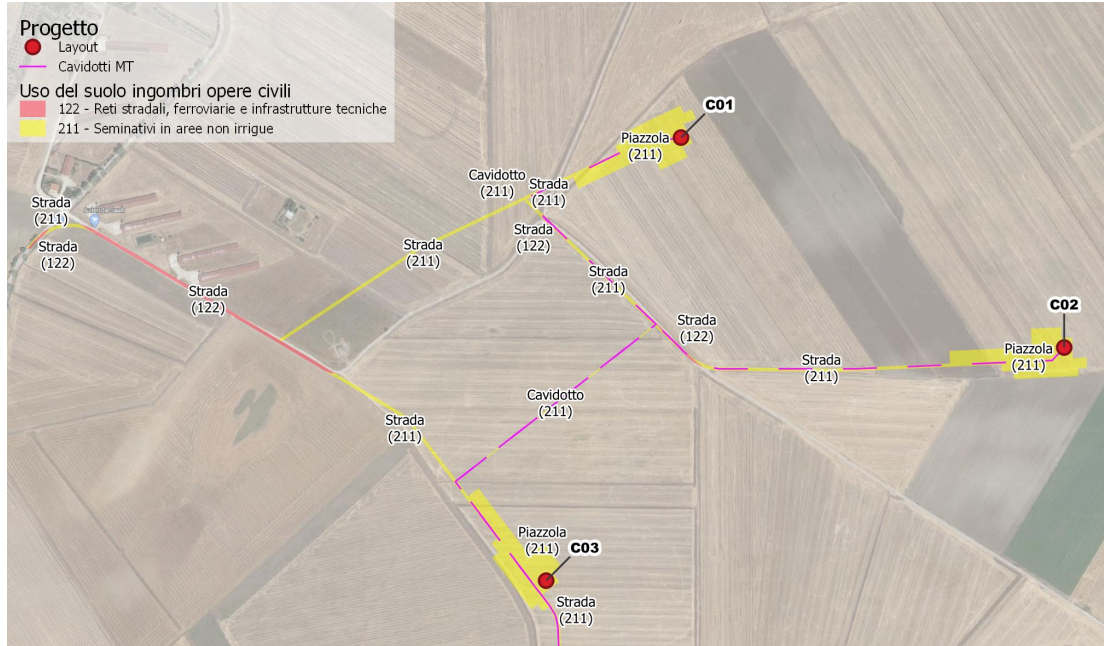 Progetto
Layout
Cavidotti MT
Uso del suolo ingombri opere civili
122 - Reti stradali, ferroviarie e infrastrutture tecniche
211 - Seminativi in aree non irrigue
C01
Piazzola
(211)
Cavidotto
(211)
Strada
(211)
Strada
(211)
Strada
(122)
Strada
(122)
Strada
(211)
Strada
(211)
Strada
(122)
Strada
(122)
C02
Piazzola
(211)
Strada
(211)
Cavidotto
(211)
Strada
(211)
Piazzola
(211)
C03
Strada
(211)